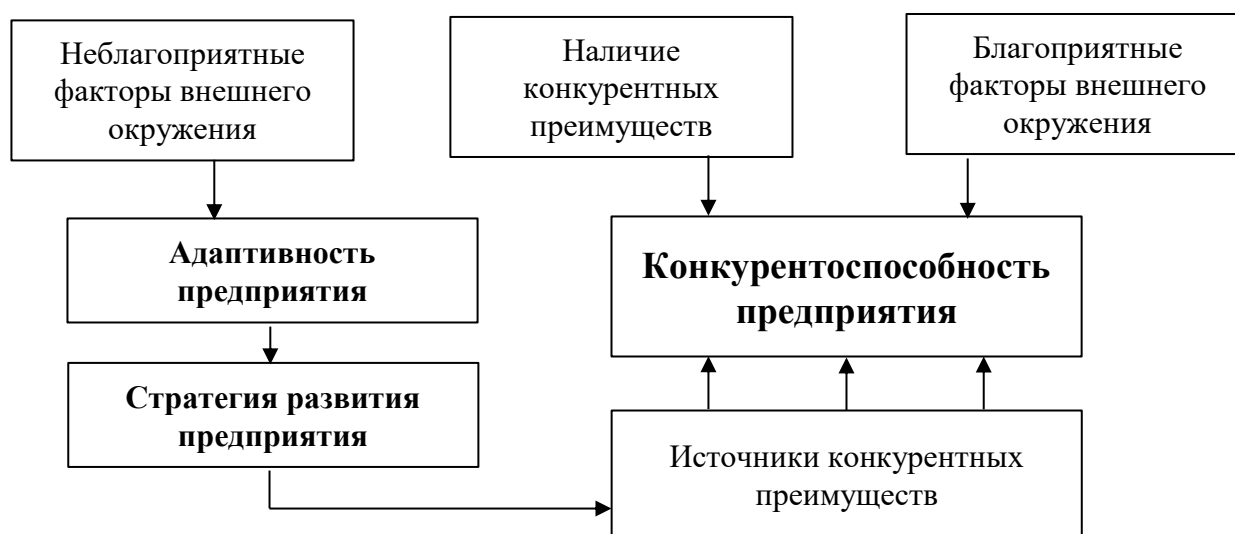 Неблагоприятные
факторы внешнего
окружения
Наличие
конкурентных
преимуществ
Благоприятные
факторы внешнего
окружения
Адаптивность
предприятия
Конкурентоспособность
предприятия
Стратегия развития
предприятия
Источники конкурентных
преимуществ